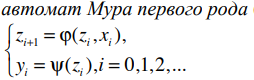 автомат Мура первого рода
z_{i+1} = φ(z_i, x_i),
y_i = ψ(z_i), i = 0,1,2,...